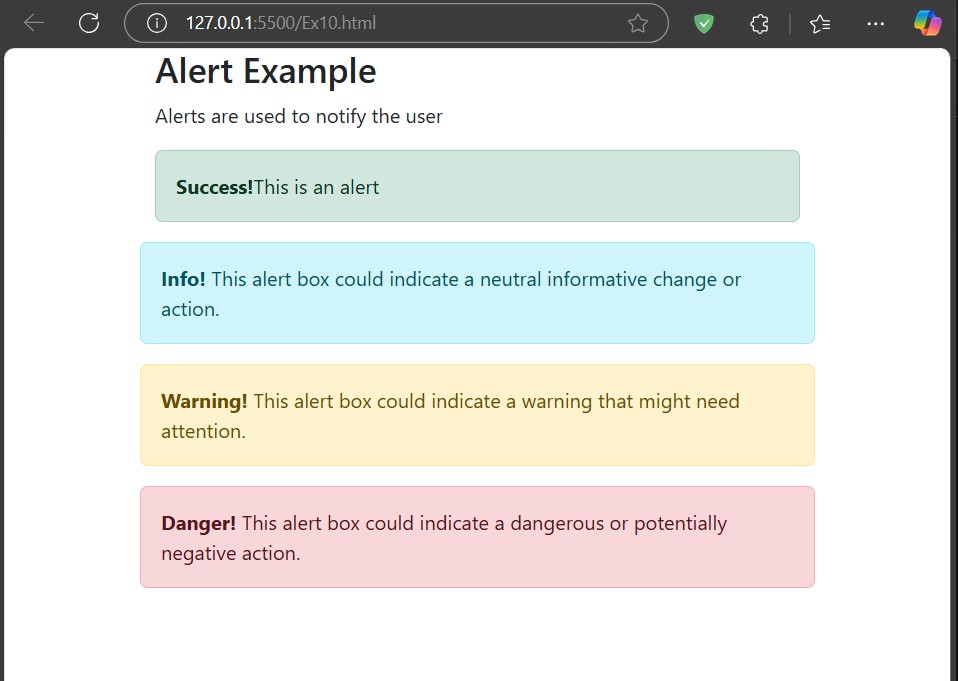 127.0.0.1:5500/Ex10.html
Alert Example
Alerts are used to notify the user
Success!This is an alert
Info! This alert box could indicate a neutral informative change or
action.
Warning! This alert box could indicate a warning that might need
attention.
Danger! This alert box could indicate a dangerous or potentially
negative action.